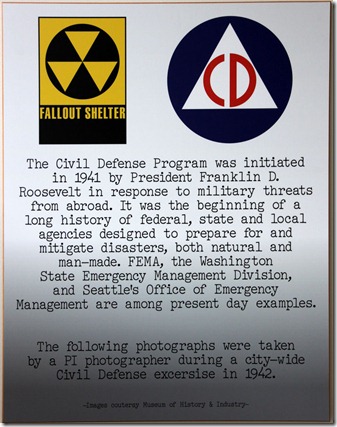 FALLOUT SHELTER
CD
The Civil Defense Program was initiated
in 1941 by President Franklin D.
Roosevelt in response to military threats
from abroad. It was the beginning of a
long history of federal, state and local
agencies designed to prepare for and
mitigate disasters, both natural and
man-made. FEMA, the Washington
State Emergency Management Division,
and Seattle's Office of Emergency
Management are among present day examples.
The following photographs were taken
by a PI photographer during a city-wide
Civil Defense excersise in 1942.
-Images couteray Museum of History & Industry-